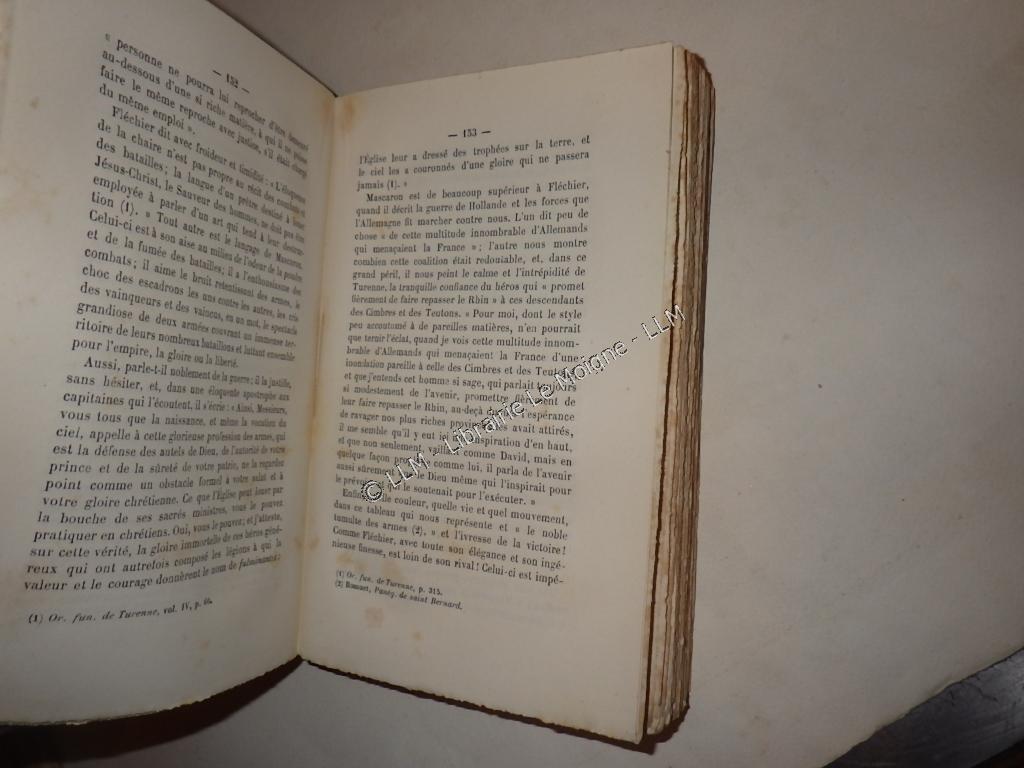 — 152 —
« personne ne pourra lui reprocher d'être demeuré
au-dessous d'une si riche matière, à qui il ne puisse
faire le même reproche avec justice, s'il était chargé
du même emploi ».
Fléchier dit avec froideur et timidité : « L'éloquence
de la chaire n'est pas propre au récit des combats et
des batailles; la langue d'un prêtre destiné à louer
Jésus-Christ, le Sauveur des hommes, ne doit pas être
employée à parler d'un art qui tend à leur destruc-
tion (1). » Tout autre est le langage de Mascaron.
Celui-ci est à son aise au milieu de l'odeur de la poudre
et de la fumée des batailles; il a l'enthousiasme des
combats; il aime le bruit retentissant des armes, le
choc des escadrons les uns contre les autres, les cris
des vainqueurs et des vaincus, en un mot, le spectacle
grandiose de deux armées couvrant un immense ter-
ritoire de leurs nombreux bataillons et luttant ensemble
pour l'empire, la gloire ou la liberté.
Aussi, parle-t-il noblement de la guerre; il la justifie,
sans hésiter, et, dans une éloquente apostrophe aux
capitaines qui l'écoutent, il s'écrie : « Ainsi, Messieurs,
vous tous que la naissance, et même la vocation du
ciel, appelle à cette glorieuse profession des armes, qui
est la défense des autels de Dieu, de l'autorité de votre
prince et de la sûreté de votre patrie, ne la regardez
point comme un obstacle formel à votre salut et à
votre gloire chrétienne. Ce que l'Église peut louer par
la bouche de ses sacrés ministres, vous le pouvez
pratiquer en chrétiens. Oui, vous le pouvez; et j'atteste,
sur cette vérité, la gloire immortelle de ces héros géné-
reux qui ont autrefois composé les légions à qui la
valeur et le courage donnèrent le nom de fulminantes :
(1) Or. fun. de Turenne, vol. IV, p. 66.
— 153 —
l'Église leur a dressé des trophées sur la terre, et
le ciel les a couronnés d'une gloire qui ne passera
jamais (1). »
Mascaron est de beaucoup supérieur à Fléchier,
quand il décrit la guerre de Hollande et les forces que
l'Allemagne fit marcher contre nous. L'un dit peu de
chose « de cette multitude innombrable d'Allemands
qui menaçaient la France »; l'autre nous montre
combien cette coalition était redoutable, et, dans ce
grand péril, il nous peint le calme et l'intrépidité de
Turenne, la tranquille confiance du héros qui « promet
fièrement de faire repasser le Rhin » à ces descendants
des Cimbres et des Teutons. « Pour moi, dont le style
peu accoutumé à de pareilles matières, n'en pourrait
que ternir l'éclat, quand je vois cette multitude innom-
brable d'Allemands qui menaçaient la France d'une
inondation pareille à celle des Cimbres et des Teutons,
et que j'entends cet homme si sage, qui parlait toujours
si modestement de l'avenir, promettre fièrement de
leur faire repasser le Rhin, au-deçà l'espérance
de ravager nos plus riches provinces les avait attirés,
il me semble qu'il y eut inspiration d'en haut,
et que non seulement, vaillant comme David, mais en
quelque façon comme lui, il parla de l'avenir
aussi sûrement le Dieu même qui l'inspirait pour
le prévoir le soutenait pour l'exécuter. »
Enfin, quelle couleur, quelle vie et quel mouvement,
dans ce tableau qui nous représente et « le noble
tumulte des armes (2), » et l'ivresse de la victoire!
Comme Fléchier, avec toute son élégance et son ingé-
nieuse finesse, est loin de son rival! Celui-ci est impé-
(1) Or. fun. de Turenne, p. 315.
(2) Bossuet, Panég. de saint Bernard.
© LLM - Librairie Le Moigne - LLM